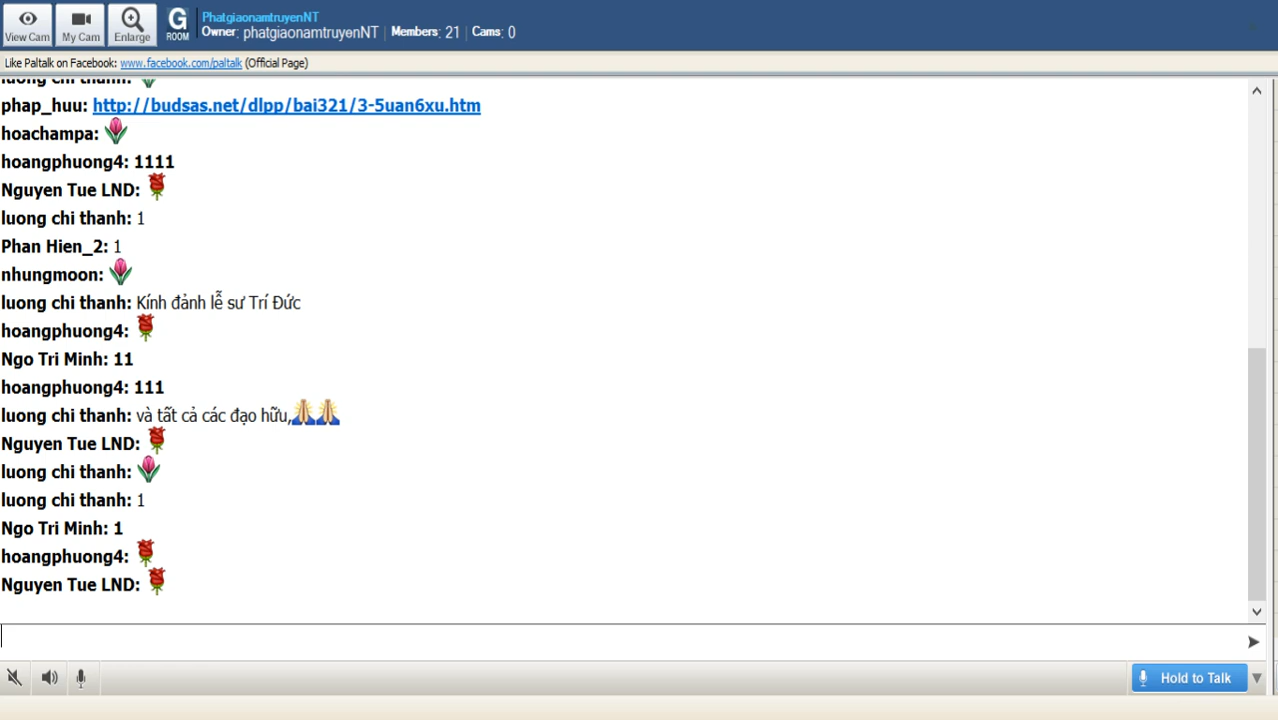 View Cam
My Cam
Enlarge
G
ROOM
PhatgiaonamtruyenNT
Owner: phatgiaonamtruyenNT | Members: 21 | Cams: 0
Like Paltalk on Facebook: www.facebook.com/paltalk (Official Page)
luong chi thanh:
phap_huu: http://budsas.net/dlpp/bai321/3-5uan6xu.htm
hoachampa:
hoangphuong4: 1111
Nguyen Tue LND:
luong chi thanh: 1
Phan Hien_2: 1
nhungmoon:
luong chi thanh: Kính đảnh lễ sư Trí Đức
hoangphuong4:
Ngo Tri Minh: 11
hoangphuong4: 111
luong chi thanh: và tất cả các đạo hữu,
Nguyen Tue LND:
luong chi thanh:
luong chi thanh: 1
Ngo Tri Minh: 1
hoangphuong4:
Nguyen Tue LND:
Hold to Talk